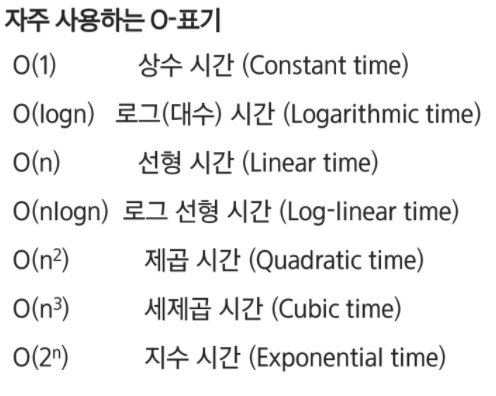 자주 사용하는 O-표기
O(1) 상수 시간 (Constant time)
O(logn) 로그(대수) 시간 (Logarithmic time)
O(n) 선형 시간 (Linear time)
O(nlogn) 로그 선형 시간 (Log-linear time)
O(n²) 제곱 시간 (Quadratic time)
O(n³) 세제곱 시간 (Cubic time)
O(2ⁿ) 지수 시간 (Exponential time)